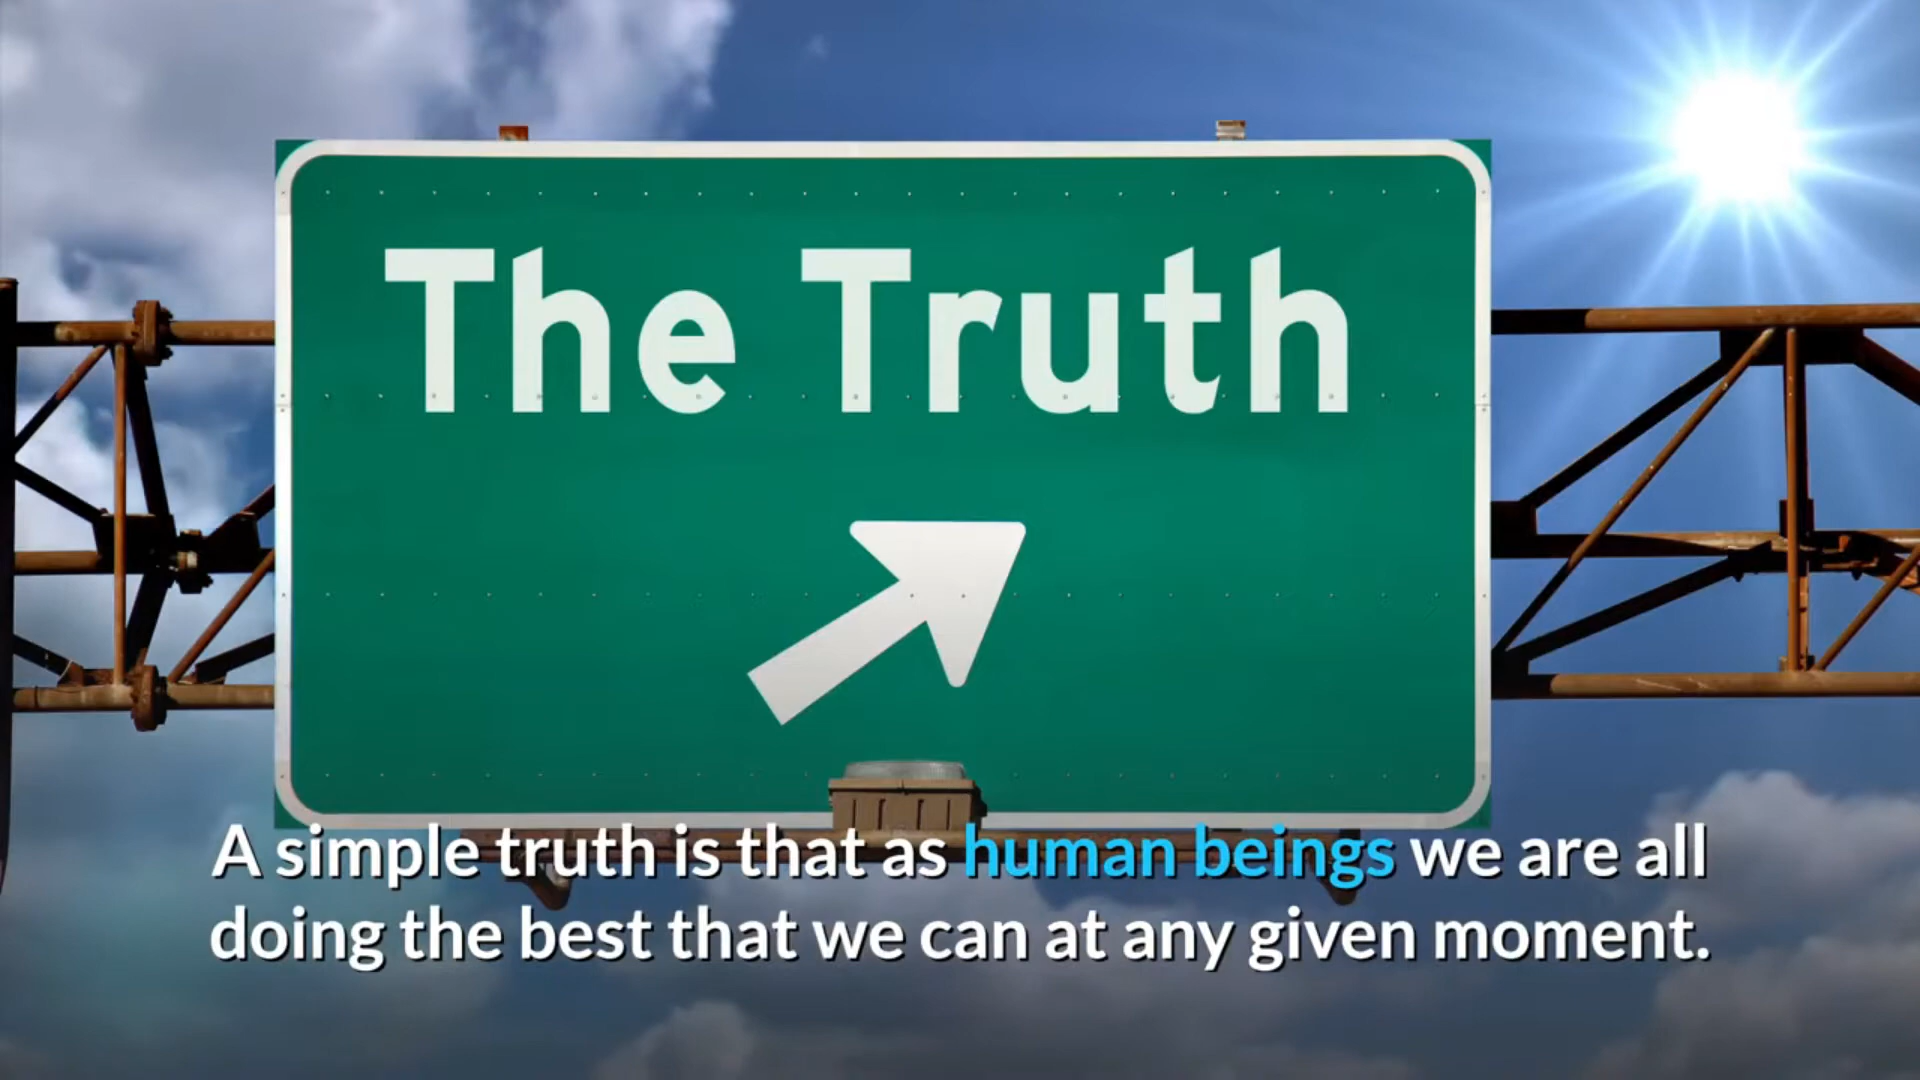 The Truth
A simple truth is that as human beings we are all
doing the best that we can at any given moment.